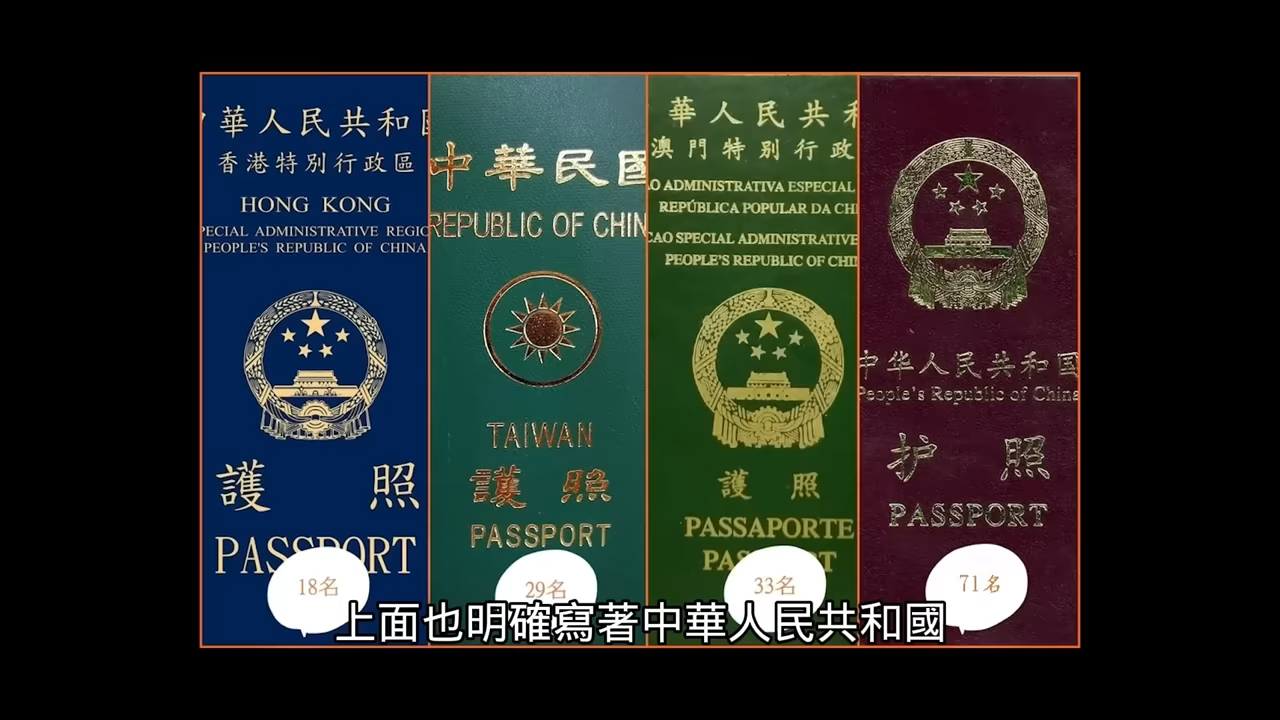 華人民共和
香港特別行政區
HONG KONG
PECIAL ADMINISTRATIVE REGIO
PEOPLE'S REPUBLIC OF CHINA
護 照
PASSPORT
18名
中華民國
REPUBLIC OF CHIN
TAIWAN
護 照
PASSPORT
29名
華人民共和
澳門特別行政
AO ADMINISTRATIVA ESPECIAL
REPÚBLICA POPULAR DA CHI
CAO SPECIAL ADMINISTRATIVE
PEOPLE'S REPUBLIC OF CHI
護 照
PASSAPORTE
PASSPORT
33名
中华人民共和国
People's Republic of China
护 照
PASSPORT
71名
上面也明確寫著中華人民共和國